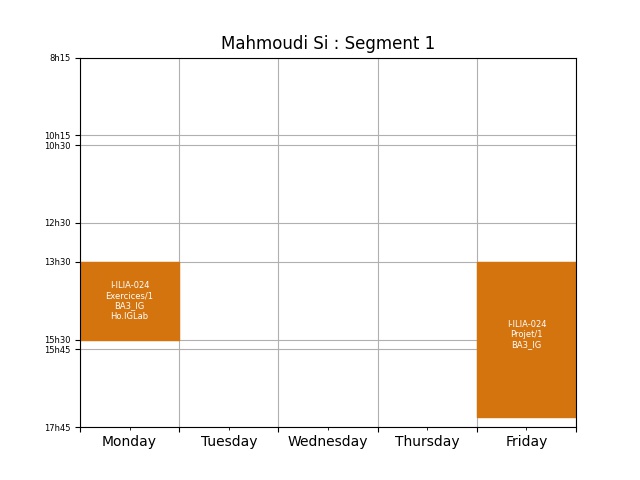 Mahmoudi Si : Segment 1
8h15
10h15
10h30
12h30
13h30
15h30
15h45
17h45
I-ILIA-024
Exercices/1
BA3_IG
Ho.IGLab
I-ILIA-024
Projet/1
BA3_IG
Monday
Tuesday
Wednesday
Thursday
Friday